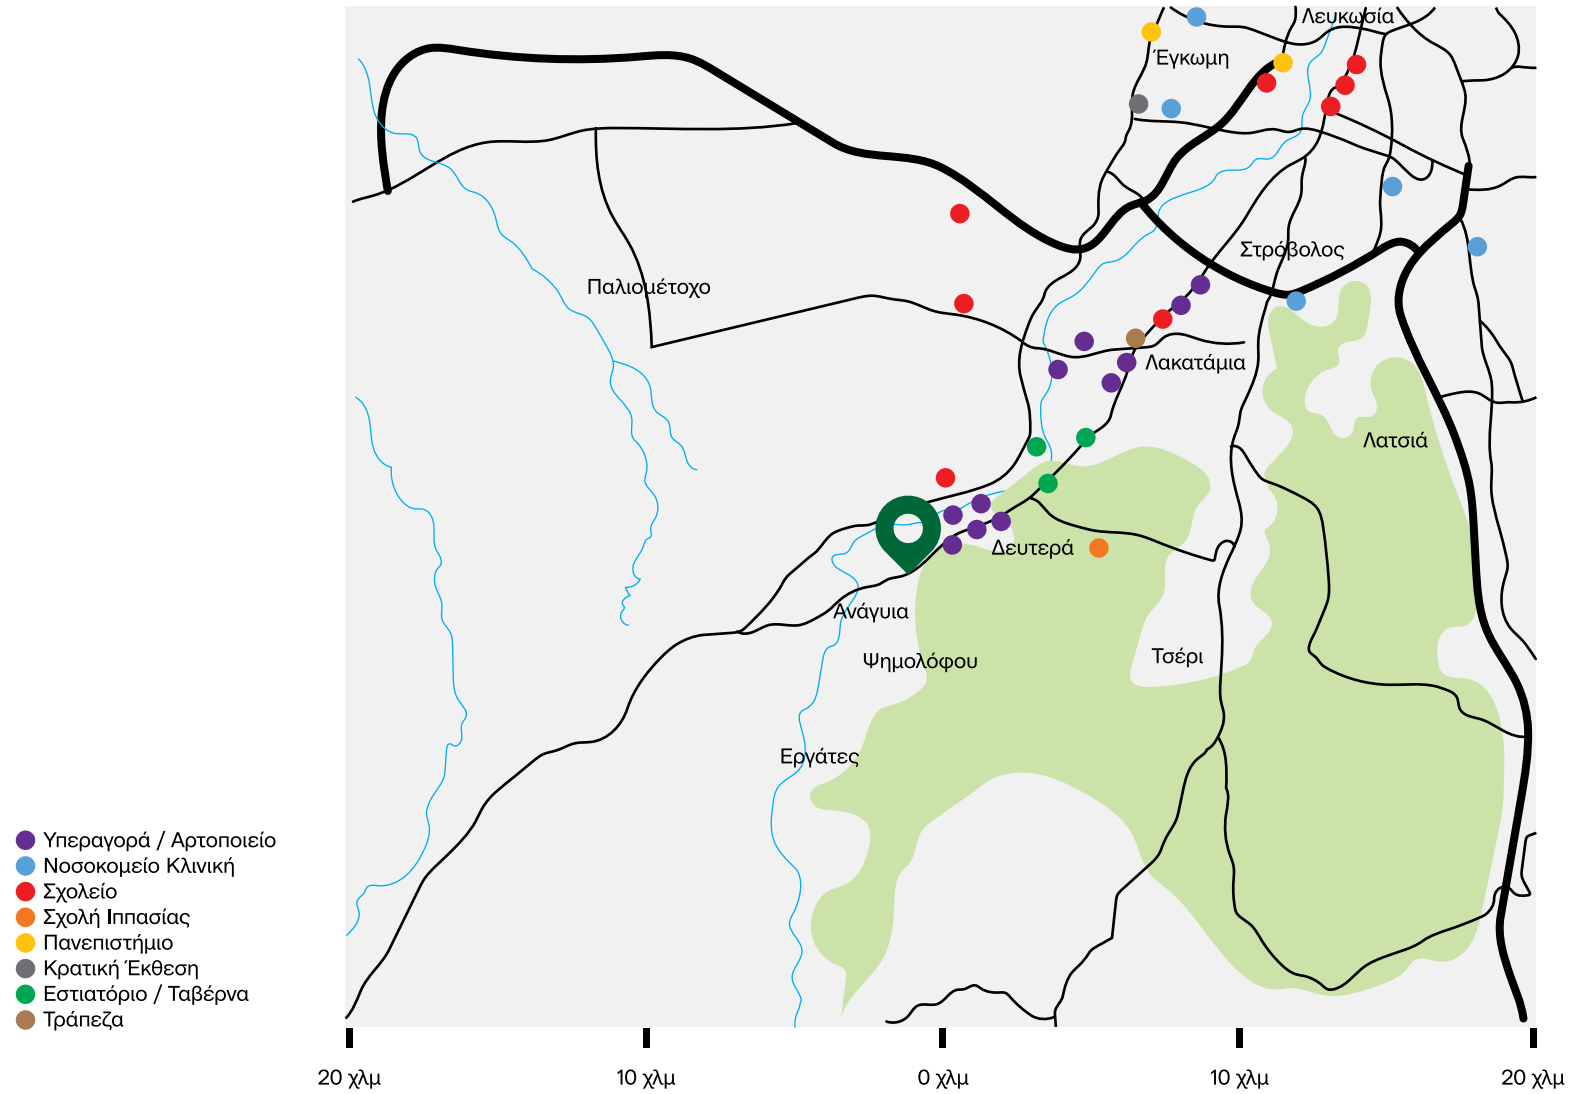 Λευκωσία
Έγκωμη
Στρόβολος
Παλιομέτοχο
Λακατάμια
Λατσιά
Δευτερά
Ανάγυια
Τσέρι
Ψημολόφου
Εργάτες
Υπεραγορά / Αρτοποιείο
Νοσοκομείο Κλινική
Σχολείο
Σχολή Ιππασίας
Πανεπιστήμιο
Κρατική Έκθεση
Εστιατόριο / Ταβέρνα
Τράπεζα
20 χλμ 10 χλμ 0 χλμ 10 χλμ 20 χλμ